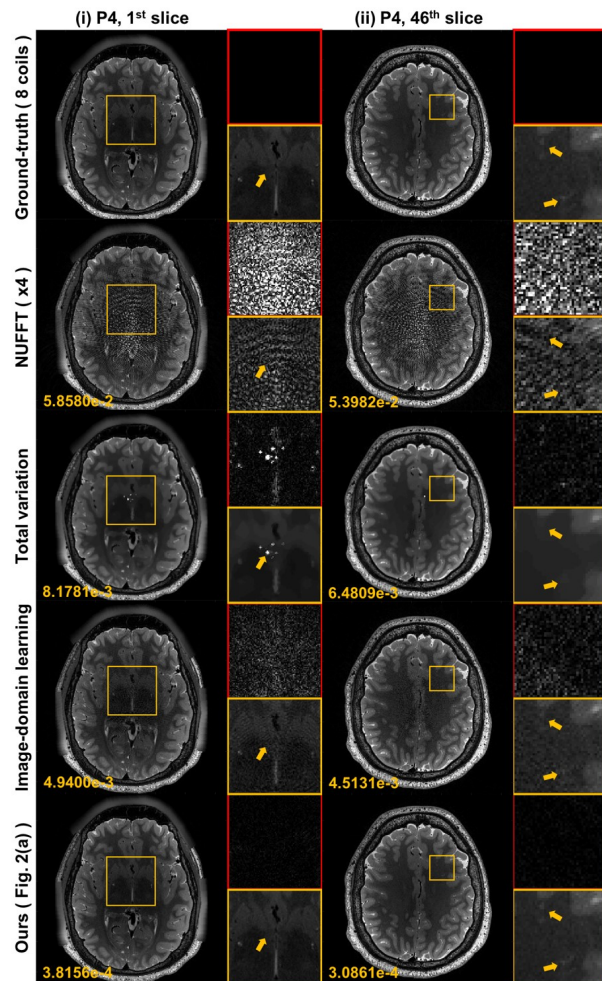 (i) P4, 1st slice
(ii) P4, 46th slice
Ground-truth ( 8 coils)
NUFFT ( x4)
5.8580e-2
5.3982e-2
Total variation
8.1781e-3
6.4809e-3
Image-domain learning
4.9400e-3
4.5131e-3
Ours ( Fig. 2(a))
3.8156e-4
3.0861e-4